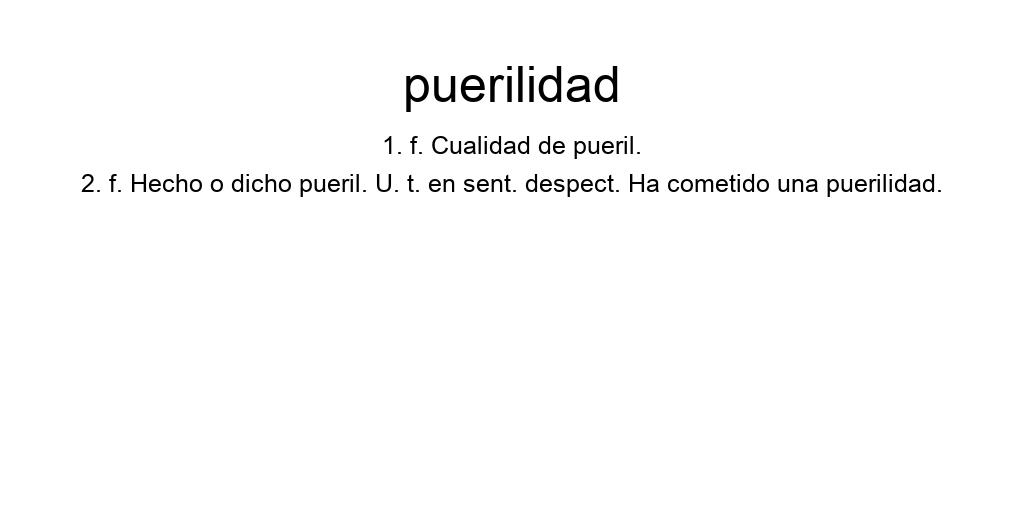 puerilidad
1. f. Cualidad de pueril.
2. f. Hecho o dicho pueril. U. t. en sent. despect. Ha cometido una puerilidad.